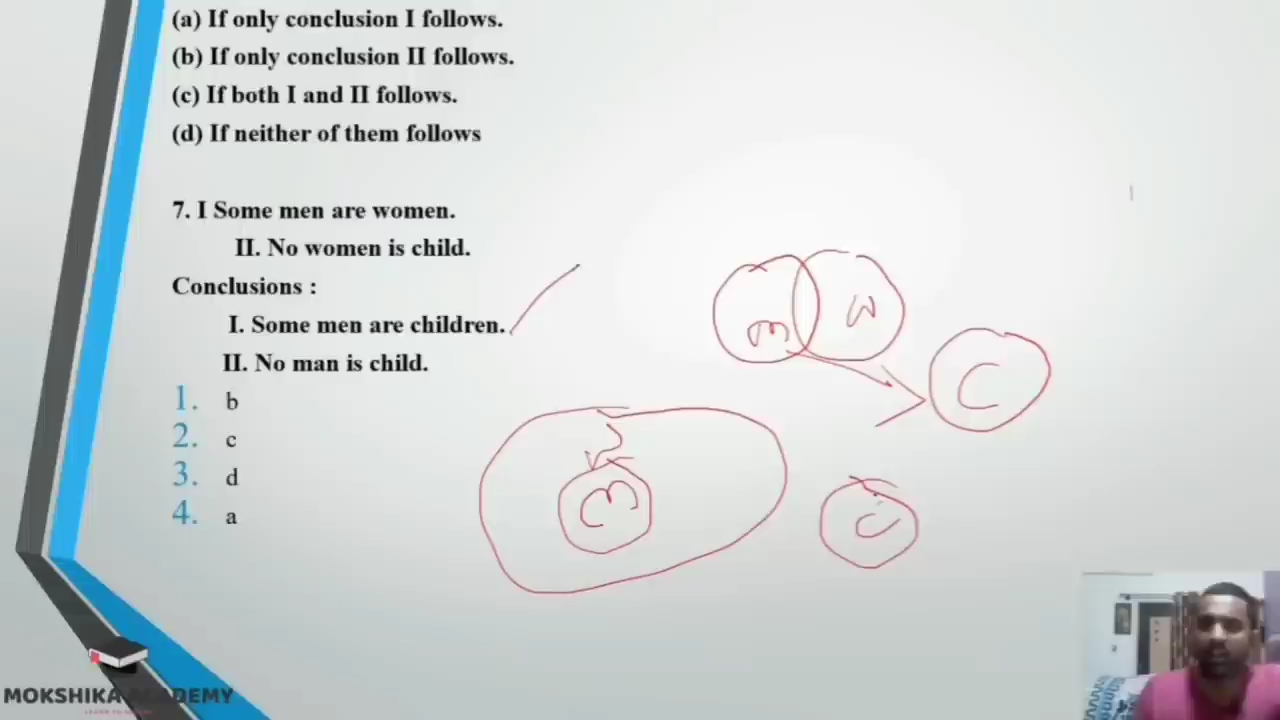 (a) If only conclusion I follows.
(b) If only conclusion II follows.
(c) If both I and II follows.
(d) If neither of them follows
7. I Some men are women.
II. No women is child.
Conclusions :
I. Some men are children.
II. No man is child.
1. b
2. c
3. d
4. a
m W
C
m
C
MOKSHIKA ACADEMY